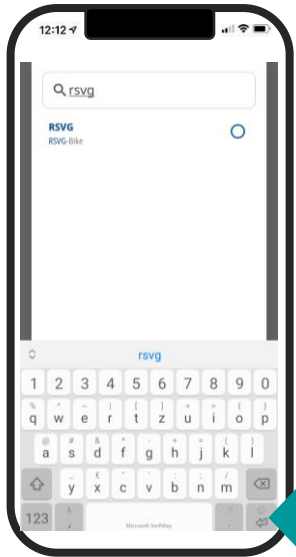 12:12
rsvg
RSVG
RSVG-Bike
rsvg
1 2 3 4 5 6 7 8 9 0
q w e r t z u i o p
a s d f g h j k l
y x c v b n m
123 , Microsoft SwiftKey .